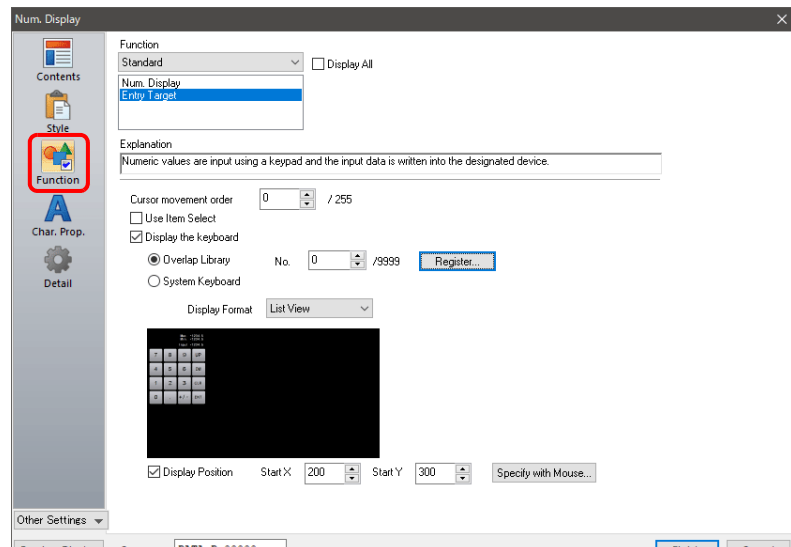 Num. Display
Contents
Style
Function
Char. Prop.
Detail
Other Settings
Function
Standard
Display All
Num. Display
Entry Target
Explanation
Numeric values are input using a keypad and the input data is written into the designated device.
Cursor movement order 0 / 255
Use Item Select
Display the keyboard
Overlap Library No. 0 /9999 Register...
System Keyboard
Display Format List View
7 8 9 UP
4 5 6 DW
1 2 3 CLR
0 . +/- ENT
Display Position Start X 200 Start Y 300 Specify with Mouse...